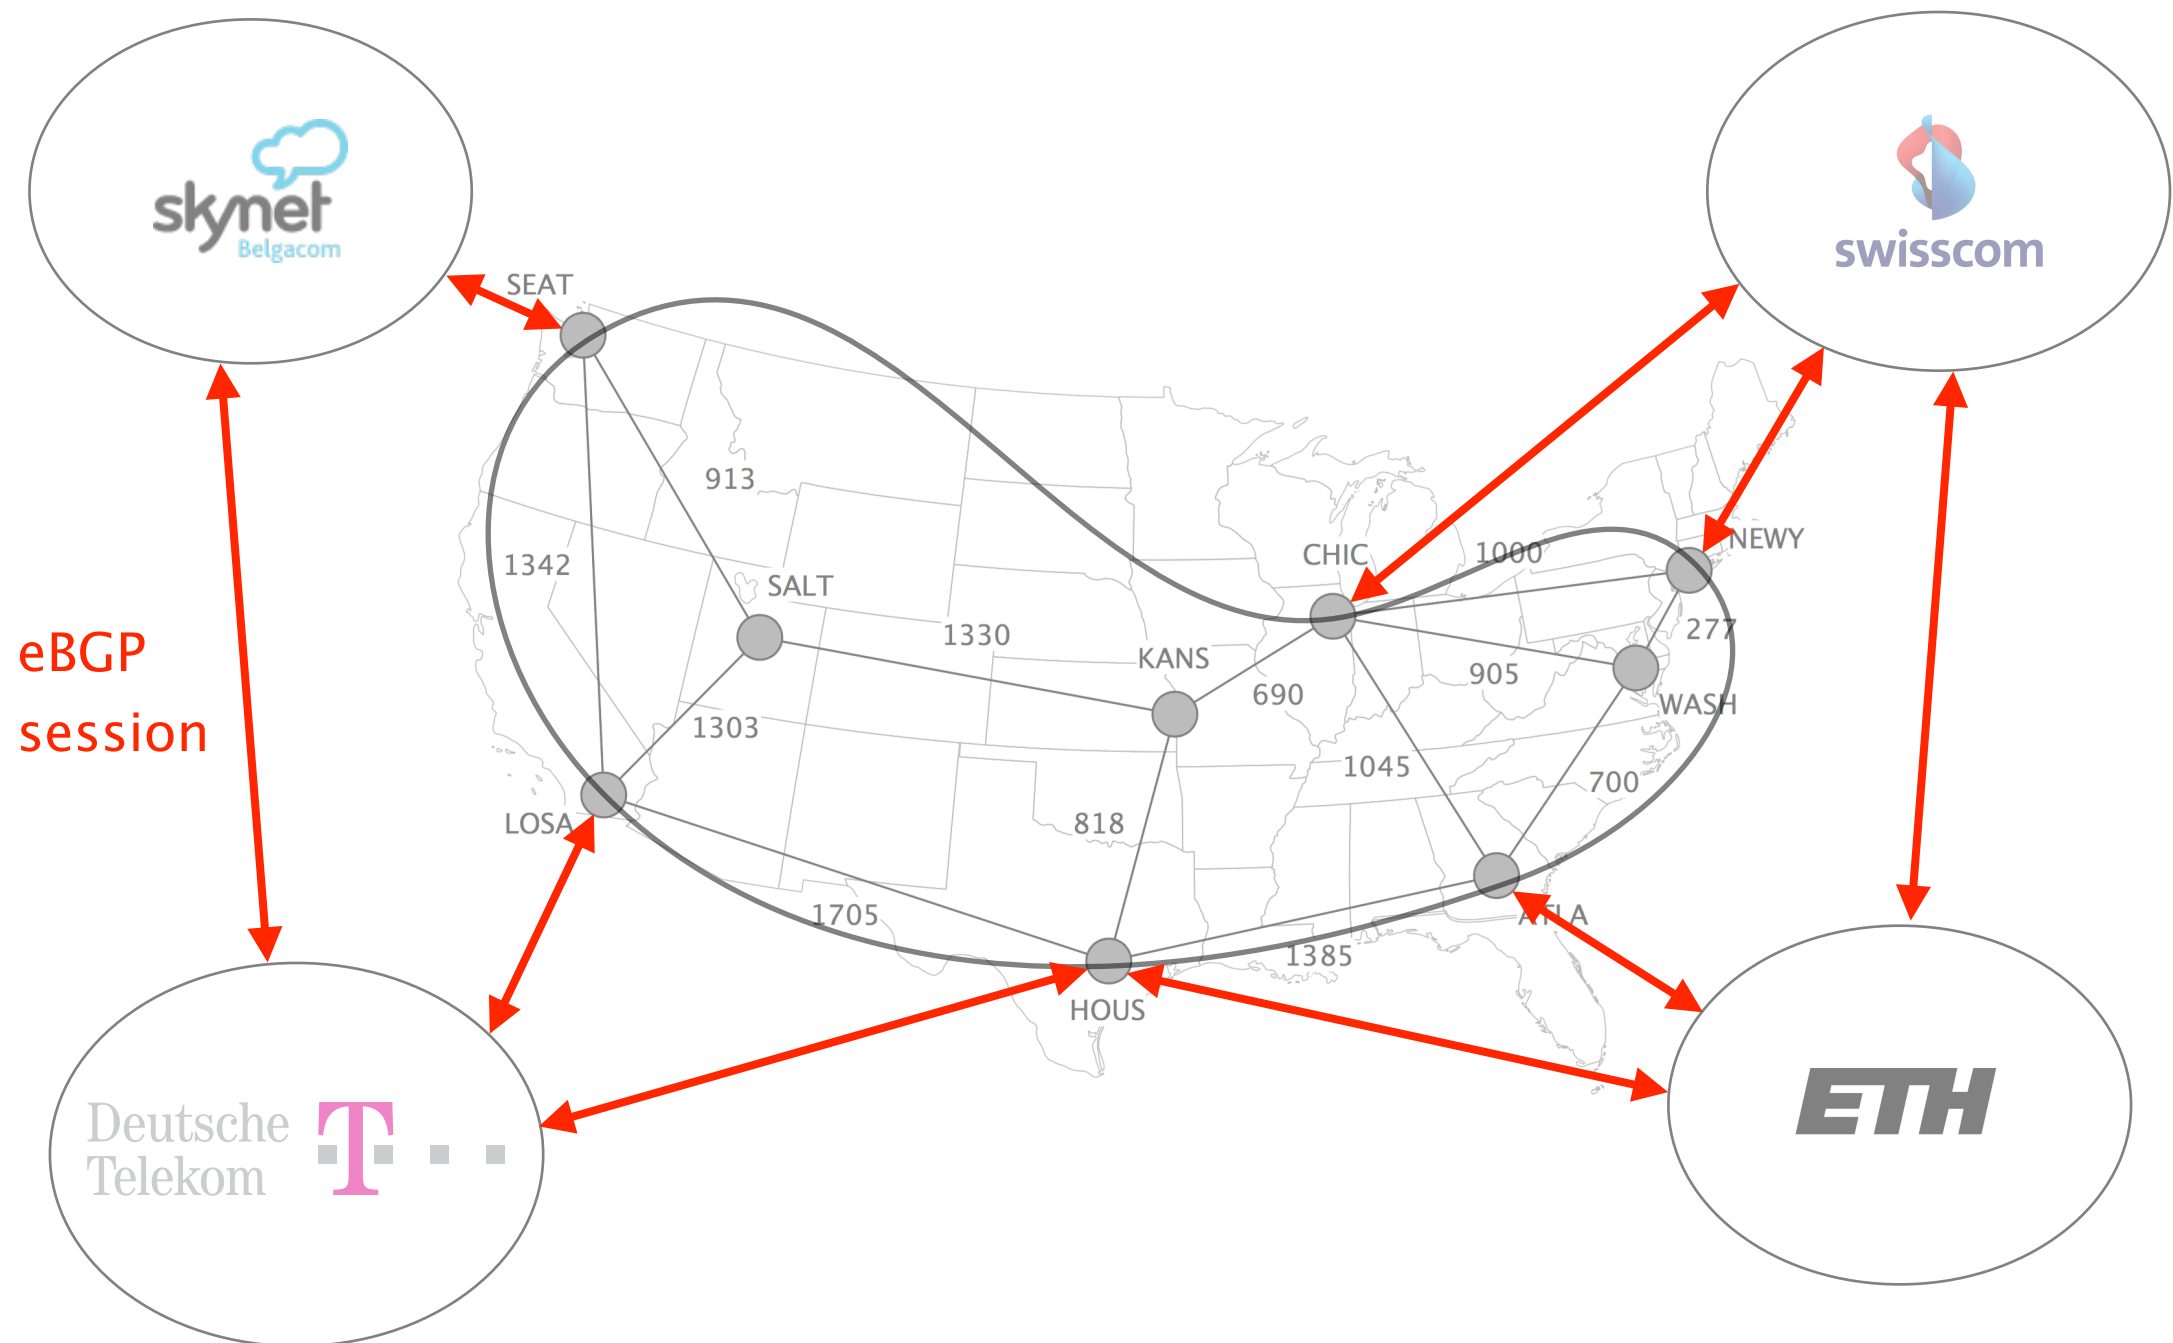 skynet
Belgacom
swisscom
SEAT
913
NEWY
CHIC
1000
1342
SALT
277
1330
eBGP
KANS
905
690
WASH
session
1303
1045
700
LOSA
818
1705
ATLA
1385
HOUS
Deutsche
Telekom
T
ETH